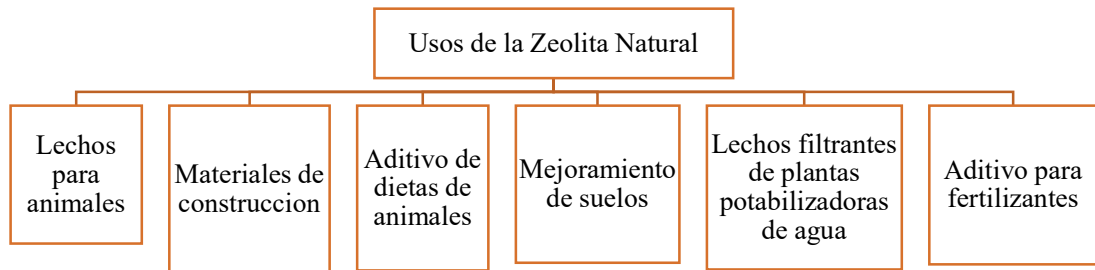 Usos de la Zeolita Natural
Lechos
para
animales
Materiales de
construccion
Aditivo de
dietas de
animales
Mejoramiento
de suelos
Lechos filtrantes
de plantas
potabilizadoras
de agua
Aditivo para
fertilizantes